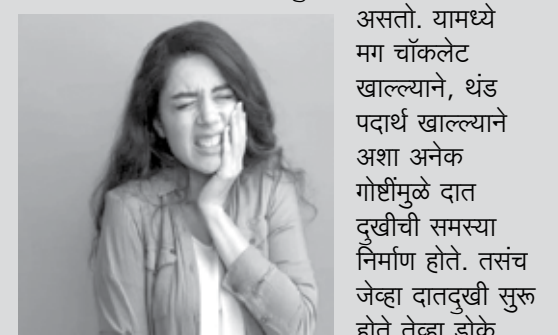 असतो. यामध्ये
मग चॉकलेट
खाल्ल्याने, थंड
पदार्थ खाल्ल्याने
अशा अनेक
गोष्टींमुळे दात
दुखीची समस्या
निर्माण होते. तसंच
जेव्हा दातदुखी सुरू
होते तेव्हा डोके